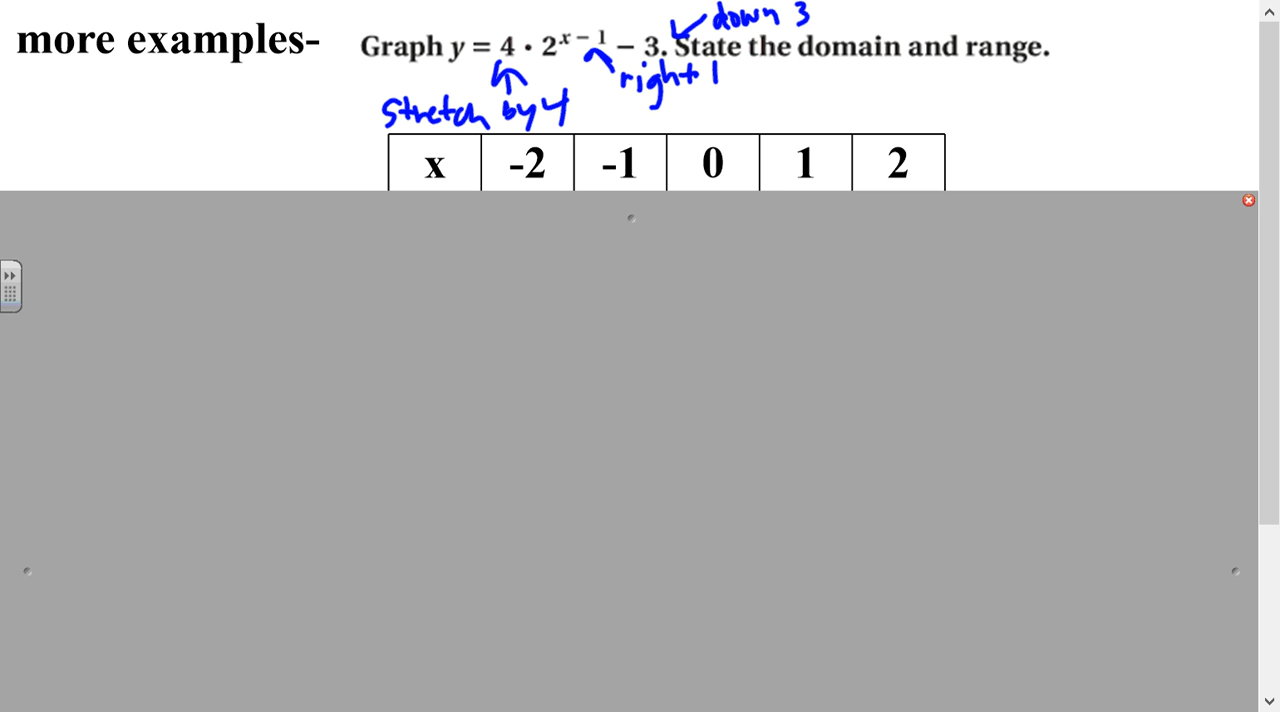 down 3
more examples- Graph y = 4 · 2^{x − 1} − 3. State the domain and range.
right 1
stretch by 4
x -2 -1 0 1 2